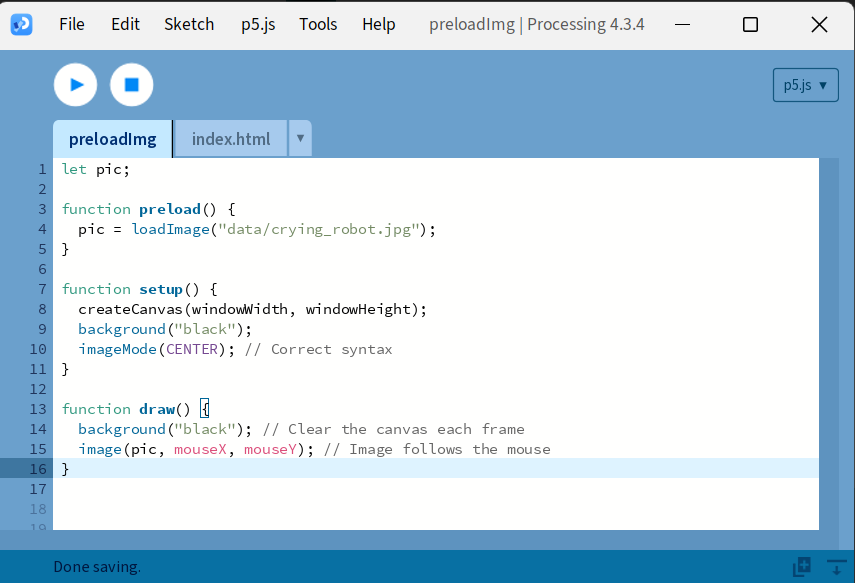 File Edit Sketch p5.js Tools Help preloadImg | Processing 4.3.4
p5.js ▼
preloadImg index.html ▼
1 let pic;
2
3 function preload() {
4   pic = loadImage("data/crying_robot.jpg");
5 }
6
7 function setup() {
8   createCanvas(windowWidth, windowHeight);
9   background("black");
10   imageMode(CENTER); // Correct syntax
11 }
12
13 function draw() {
14   background("black"); // Clear the canvas each frame
15   image(pic, mouseX, mouseY); // Image follows the mouse
16 }
17
18
19
Done saving.